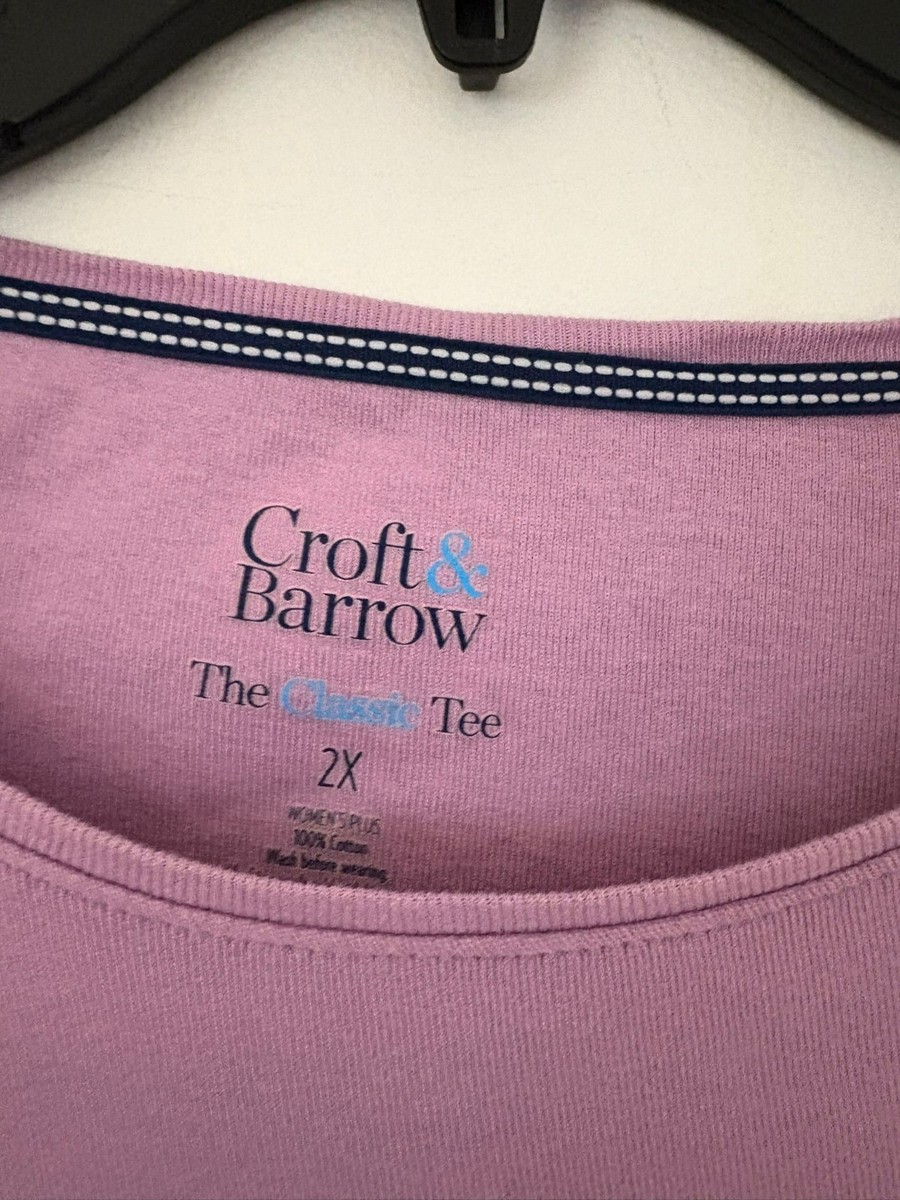 Croft&
Barrow
The Classic Tee
2X
WOMEN'S PLUS
100% Cotton
Wash before wearing